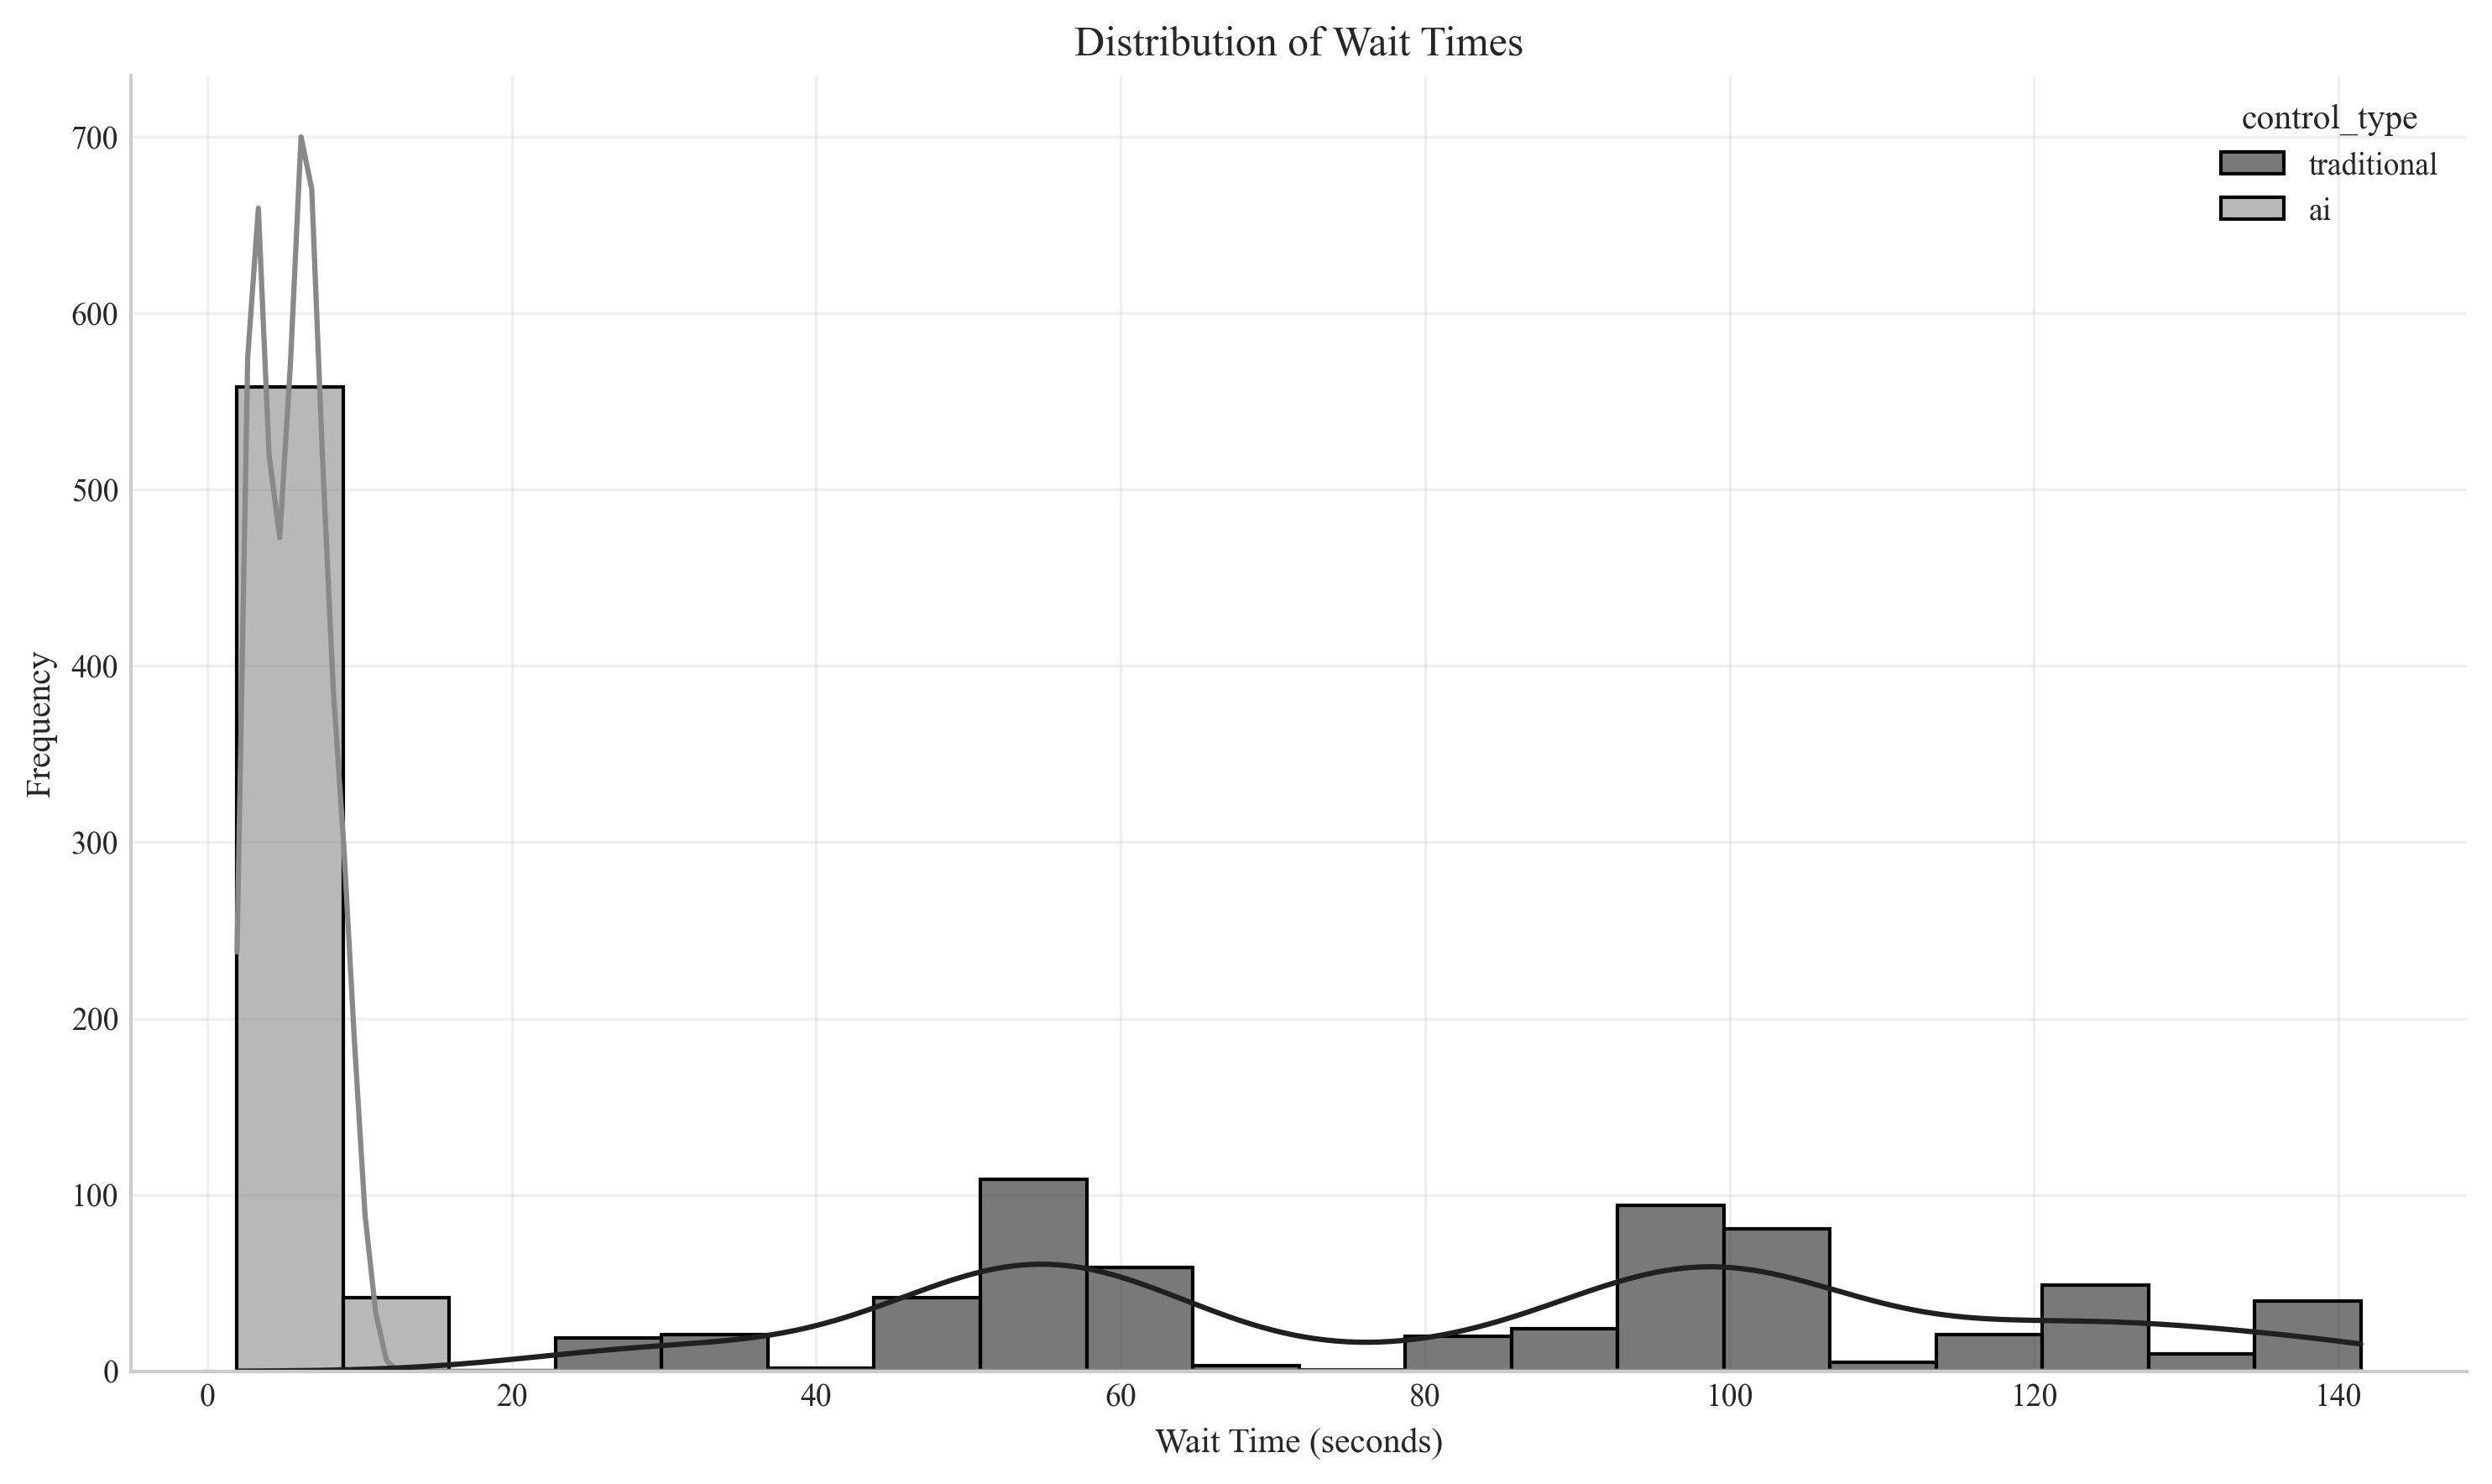 Distribution of Wait Times
control_type
traditional
ai
Frequency
700
600
500
400
300
200
100
0
0 20 40 60 80 100 120 140
Wait Time (seconds)